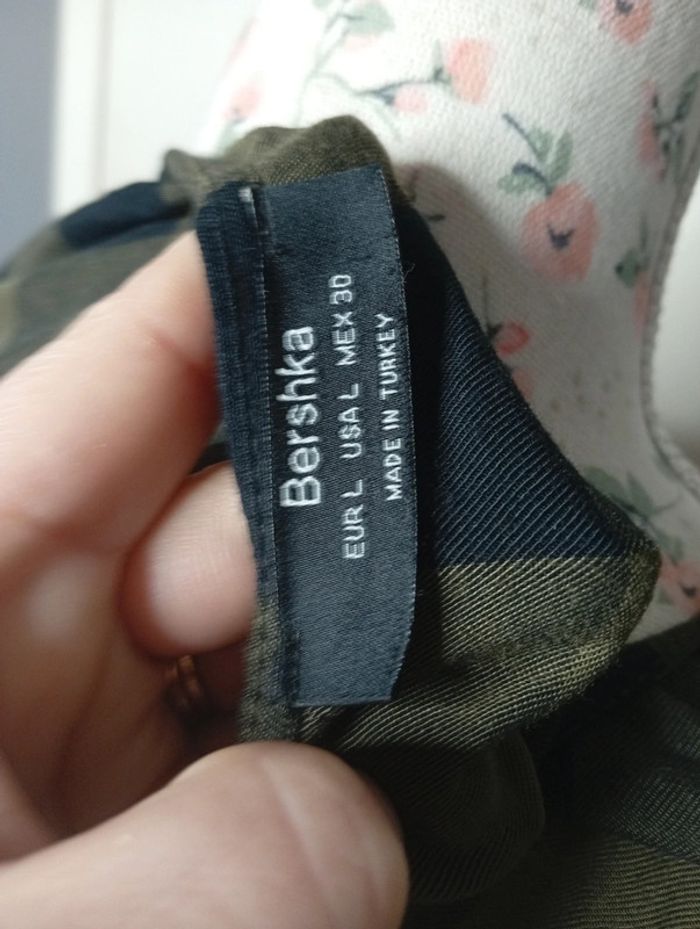 Bershka
EUR L USA L MEX 30
MADE IN TURKEY